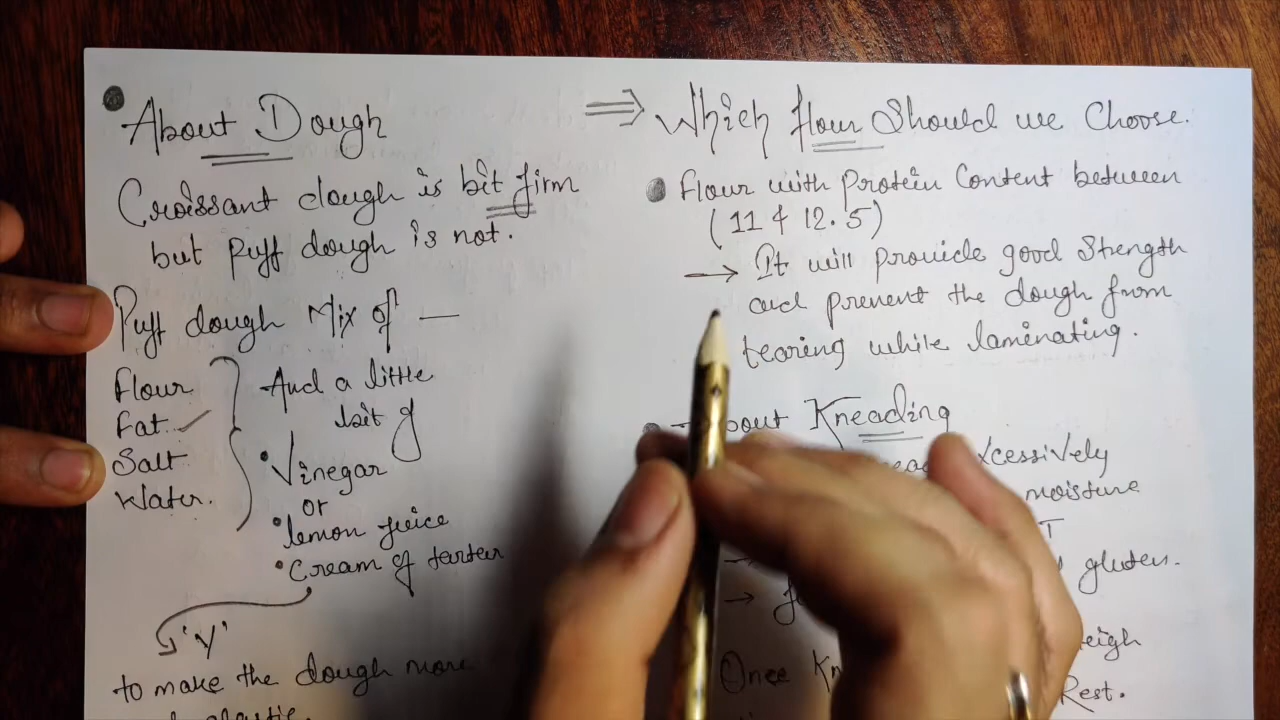 About Dough
Croissant dough is bit firm
but Puff dough is not.
Puff dough Mix of —
Flour
Fat
Salt
Water.
And a little
bit of
• Vinegar
or
• lemon juice
• Cream of tarter
'Y'
to make the dough more
⇒ Which flour Should we Choose.
• flour with Protein Content between
(11 & 12.5)
→ It will provide good Strength
and prevent the dough from
tearing while laminating.
• About Kneading
excessively
moisture
gluten.
→
Once
Rest.